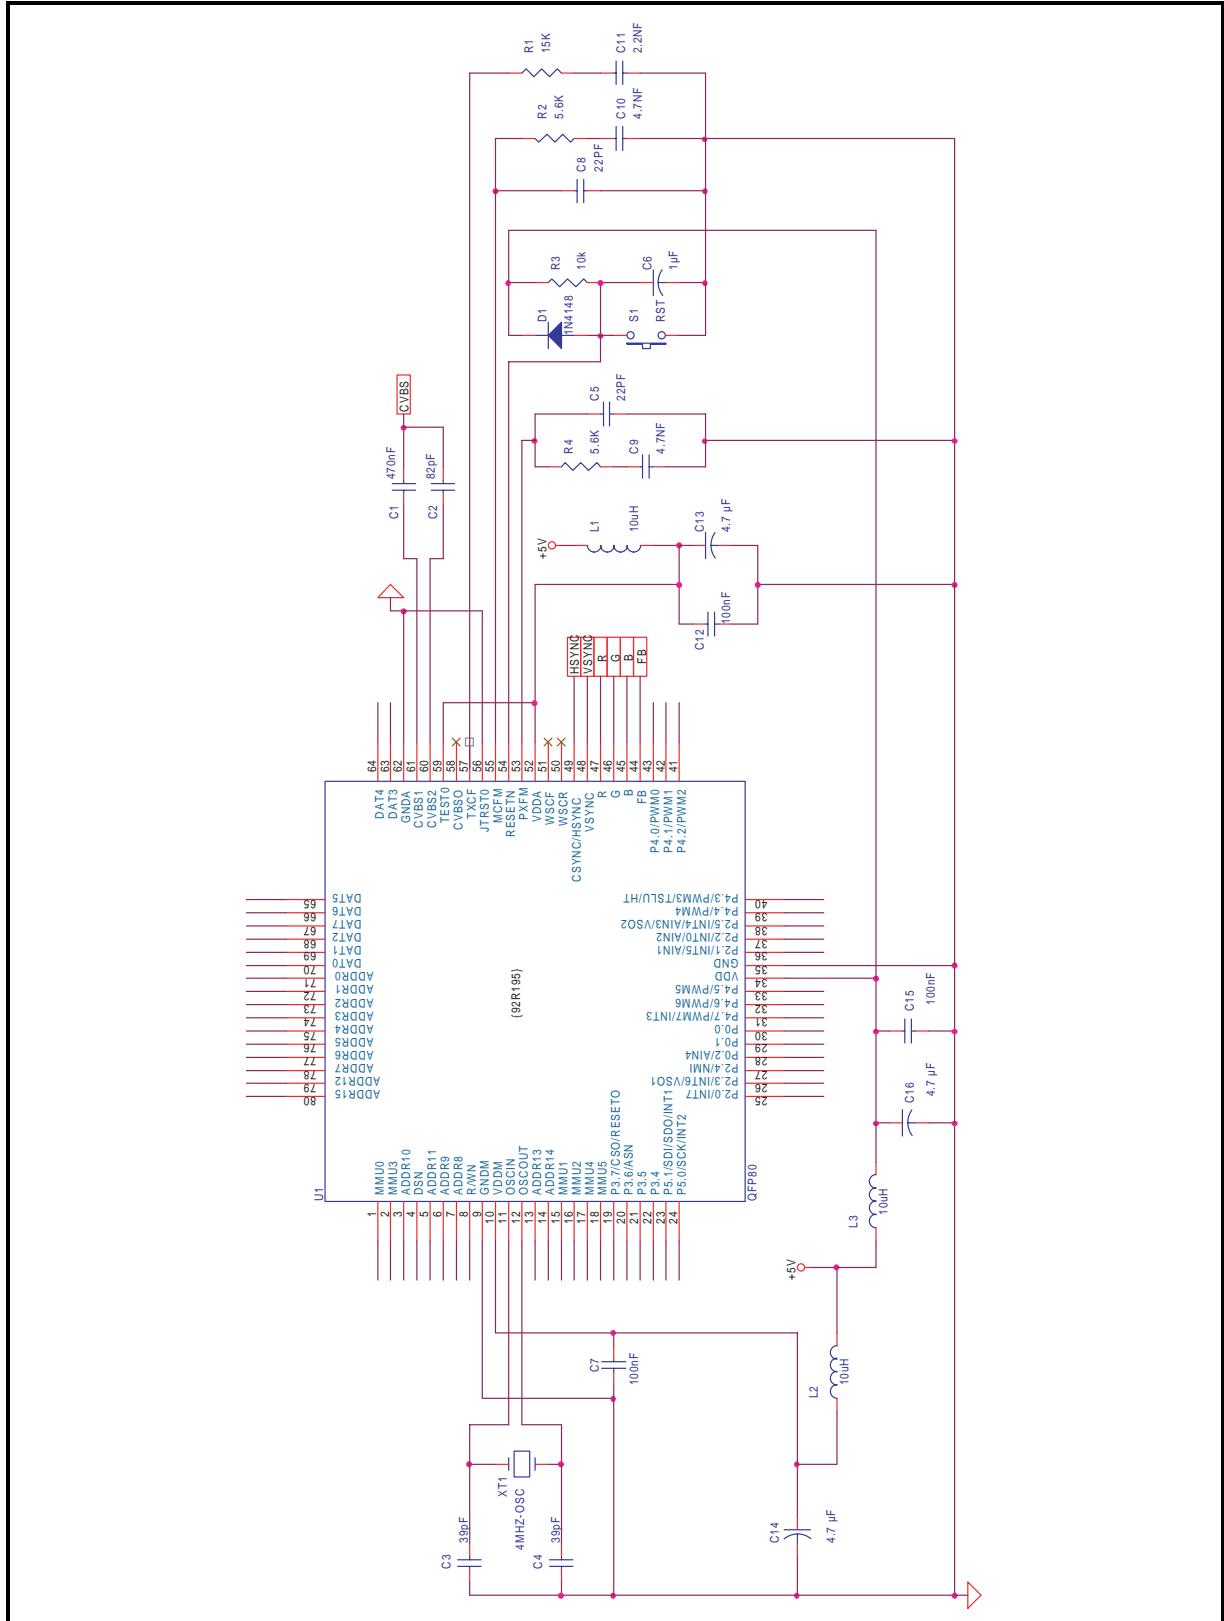 R1
15K
C11
2.2NF
R2
5.6K
C10
4.7NF
C8
22PF
R3
10k
C6
1µF
D1
1N4148
S1
RST
CVBS
C1
470nF
C2
82pF
C5
22PF
R4
5.6K
C9
4.7NF
+5V
L1
10uH
C13
4.7 µF
C12
100nF
HSYNC
VSYNC
R
G
B
FB
64
63
62
61
60
59
58
57
56
55
54
53
52
51
50
49
48
47
46
45
44
43
42
41
DAT4
DAT3
GNDA
CVBS1
CVBS2
TEST0
CVBSO
TXCF
JTRST0
MCFM
RESETN
PXFM
VDDA
WSCF
WSCR
CSYNC/HSYNC
VSYNC
R
G
B
FB
P4.0/PWM0
P4.1/PWM1
P4.2/PWM2
65 DAT5
66 DAT6
67 DAT7
68 DAT2
69 DAT1
70 DAT0
71 ADDR0
72 ADDR1
73 ADDR2
74 ADDR3
75 ADDR4
76 ADDR5
77 ADDR6
78 ADDR7
79 ADDR12
80 ADDR15
{92R195}
P4.3/PWM3/TSLU/HT 40
P4.4/PWM4 39
P2.5/INT4/AIN3/VSO2 38
P2.2/INT0/AIN2 37
P2.1/INT5/AIN1 36
GND 35
VDD 34
P4.5/PWM5 33
P4.6/PWM6 32
P4.7/PWM7/INT3 31
P0.0 30
P0.1 29
P0.2/AIN4 28
P2.4/NMI 27
P2.3/INT6/VSO1 26
P2.0/INT7 25
U1
QFP80
MMU0
MMU3
ADDR10
DSN
ADDR11
ADDR9
ADDR8
R/WN
GNDM
VDDM
OSCIN
OSCOUT
ADDR13
ADDR14
MMU1
MMU2
MMU4
MMU5
P3.7/CSO/RESETO
P3.6/ASN
P3.5
P3.4
P5.1/SDI/SDO/INT1
P5.0/SCK/INT2
1
2
3
4
5
6
7
8
9
10
11
12
13
14
15
16
17
18
19
20
21
22
23
24
C15
100nF
C16
4.7 µF
L3
10uH
+5V
L2
10uH
C7
100nF
XT1
4MHZ-OSC
C3
39pF
C4
39pF
C14
4.7 µF